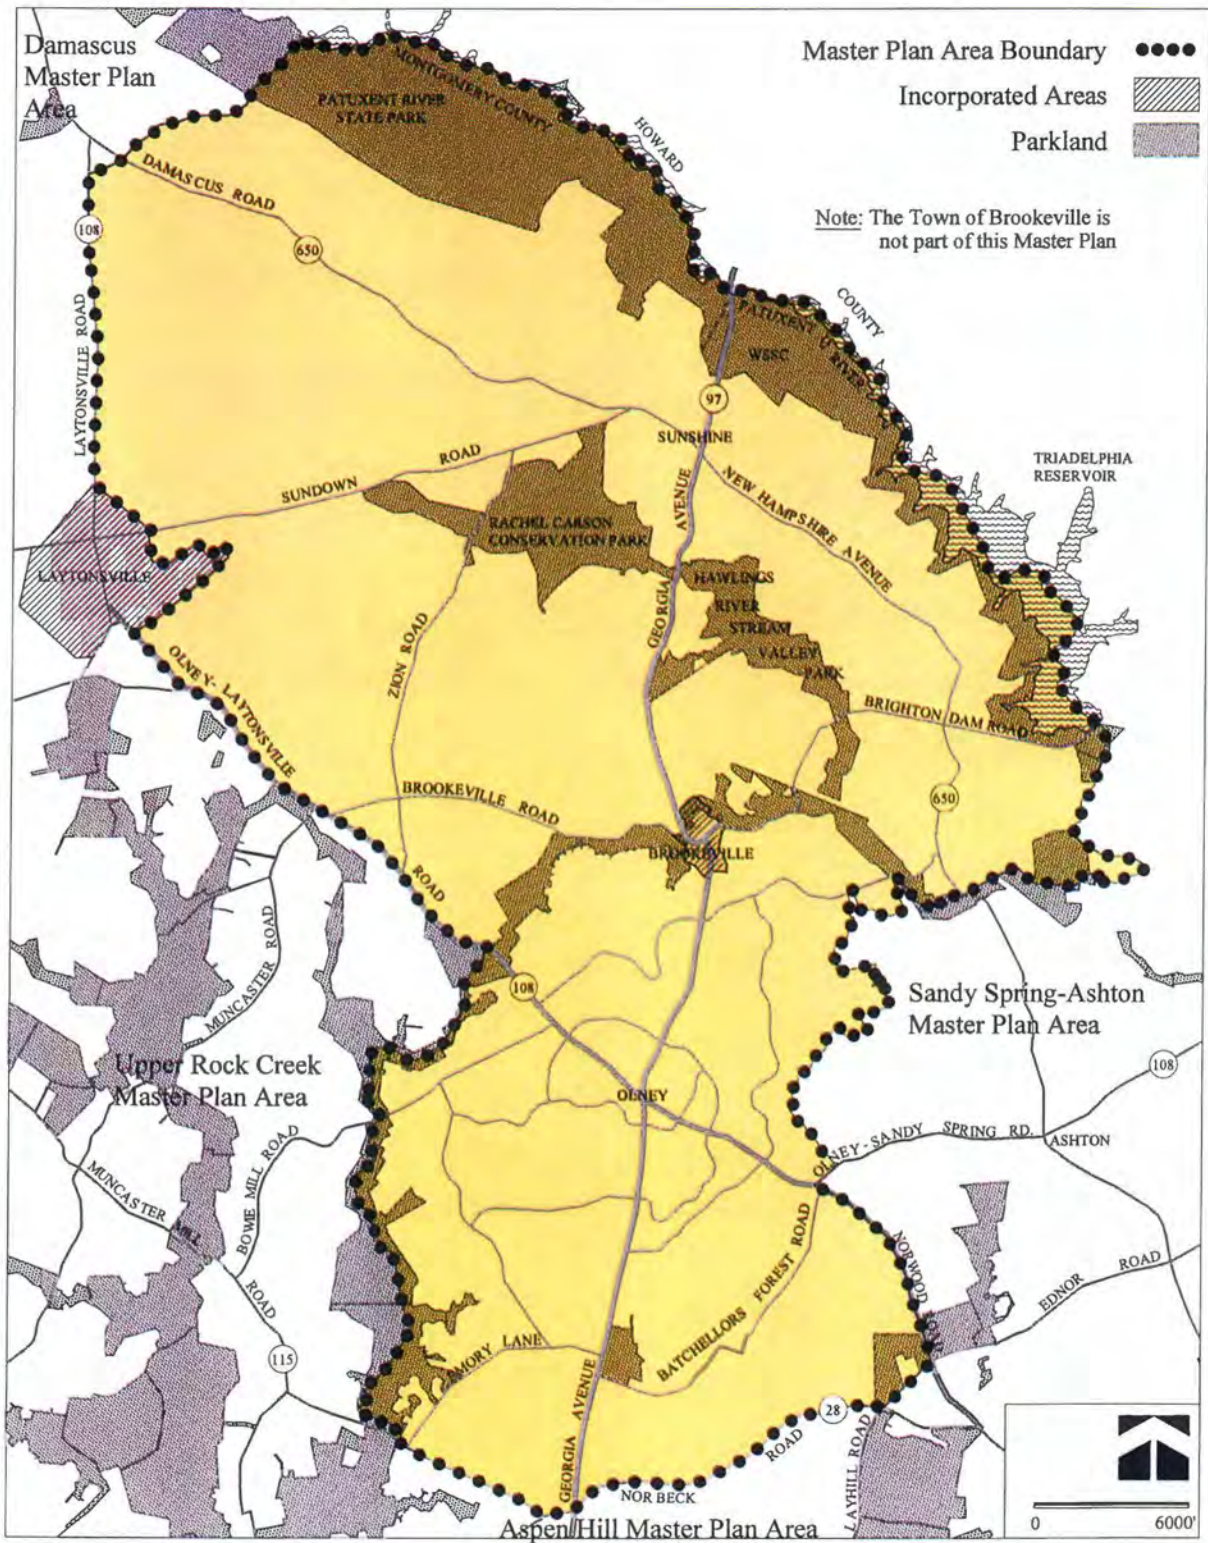 Damascus
Master Plan
Area
Master Plan Area Boundary
Incorporated Areas
Parkland
Note: The Town of Brookeville is
not part of this Master Plan
MONTGOMERY COUNTY
PATUXENT RIVER
STATE PARK
HOWARD
COUNTY
DAMASCUS ROAD
108
650
LAYTONSVILLE ROAD
PATUXENT RIVER
WSSC
97
SUNSHINE
TRIADELPHIA
RESERVOIR
SUNDOWN ROAD
NEW HAMPSHIRE AVENUE
RACHEL CARSON
CONSERVATION PARK
GEORGIA AVENUE
LAYTONSVILLE
HAWLINGS
RIVER
STREAM
VALLEY
PARK
ZION ROAD
OLNEY-LAYTONSVILLE ROAD
BRIGHTON DAM ROAD
BROOKEVILLE ROAD
650
BROOKEVILLE
MUNCASTER ROAD
108
Sandy Spring-Ashton
Master Plan Area
Upper Rock Creek
Master Plan Area
OLNEY
108
OLNEY-SANDY SPRING RD.
ASHTON
BOWIE MILL ROAD
MUNCASTER MILL ROAD
NORWOOD ROAD
EDNOR ROAD
BATCHELLORS FOREST ROAD
EMORY LANE
115
GEORGIA AVENUE
28
NORBECK ROAD
LAYHILL ROAD
Aspen Hill Master Plan Area
0 6000'